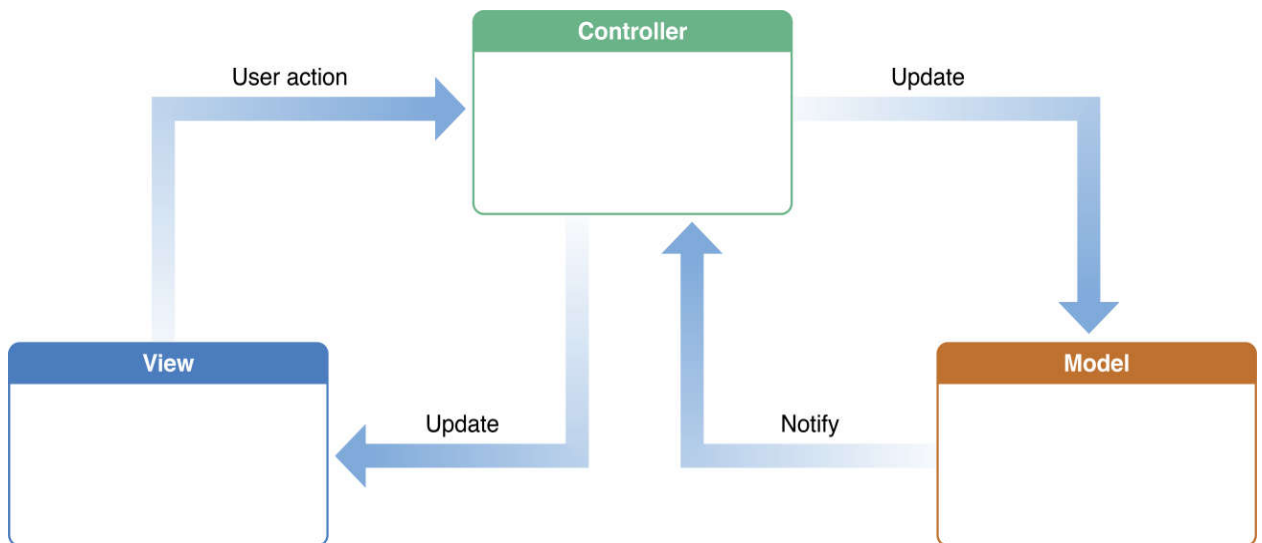 Controller
User action
Update
View
Model
Update
Notify